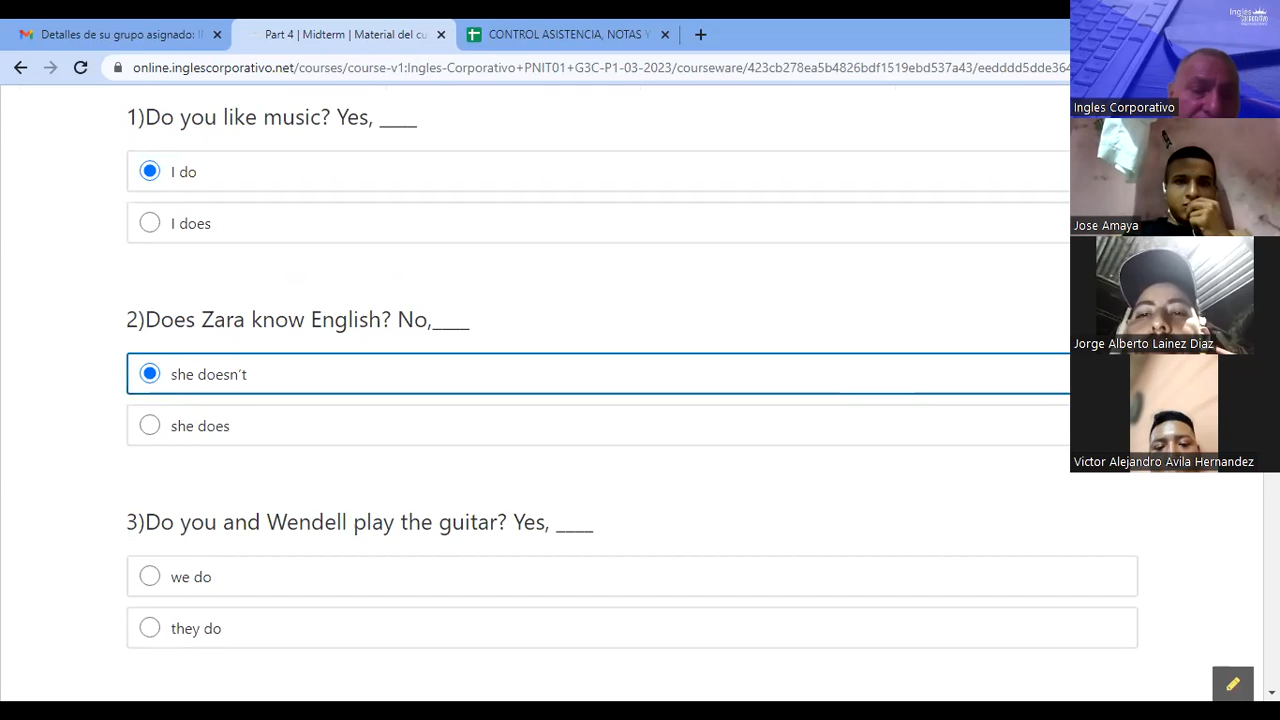 Detalles de su grupo asignado: I
Part 4 | Midterm | Material del cu
CONTROL ASISTENCIA, NOTAS Y
online.inglescorporativo.net/courses/course-v1:Ingles-Corporativo+PNIT01+G3C-P1-03-2023/courseware/423cb278ea5b4826bdf1519ebd537a43/eedddd5dde364
1)Do you like music? Yes, ____
I do
I does
2)Does Zara know English? No,____
she doesn't
she does
3)Do you and Wendell play the guitar? Yes, ____
we do
they do
Ingles
Ingles Corporativo
Jose Amaya
Jorge Alberto Lainez Diaz
Victor Alejandro Avila Hernandez